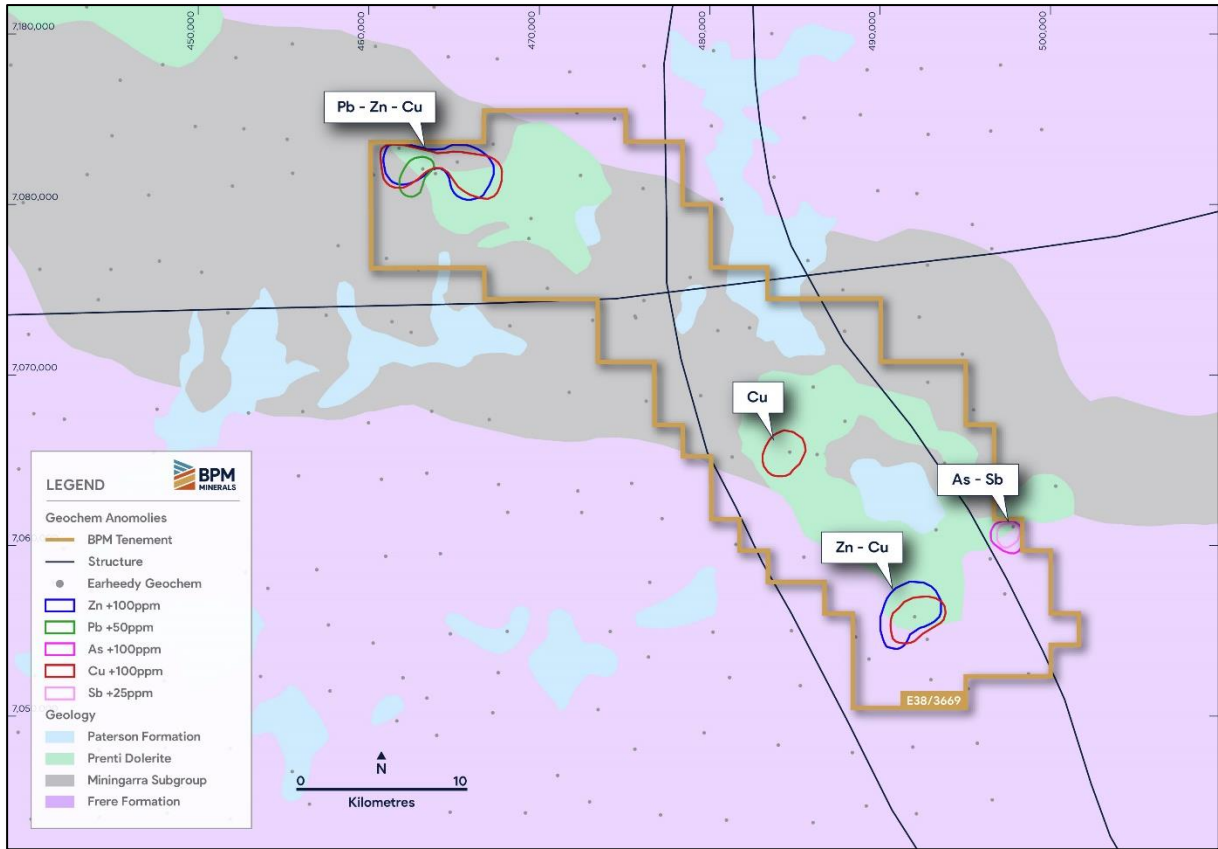 450,000
460,000
470,000
480,000
490,000
500,000
7,180,000
Pb - Zn - Cu
7,080,000
7,070,000
Cu
As - Sb
Zn - Cu
E38/3669
LEGEND
BPM
MINERALS
Geochem Anomolies
BPM Tenement
Structure
Earheedy Geochem
Zn +100ppm
Pb +50ppm
As +100ppm
Cu +100ppm
Sb +25ppm
Geology
Paterson Formation
Prenti Dolerite
Miningarra Subgroup
Frere Formation
N
0 10
Kilometres